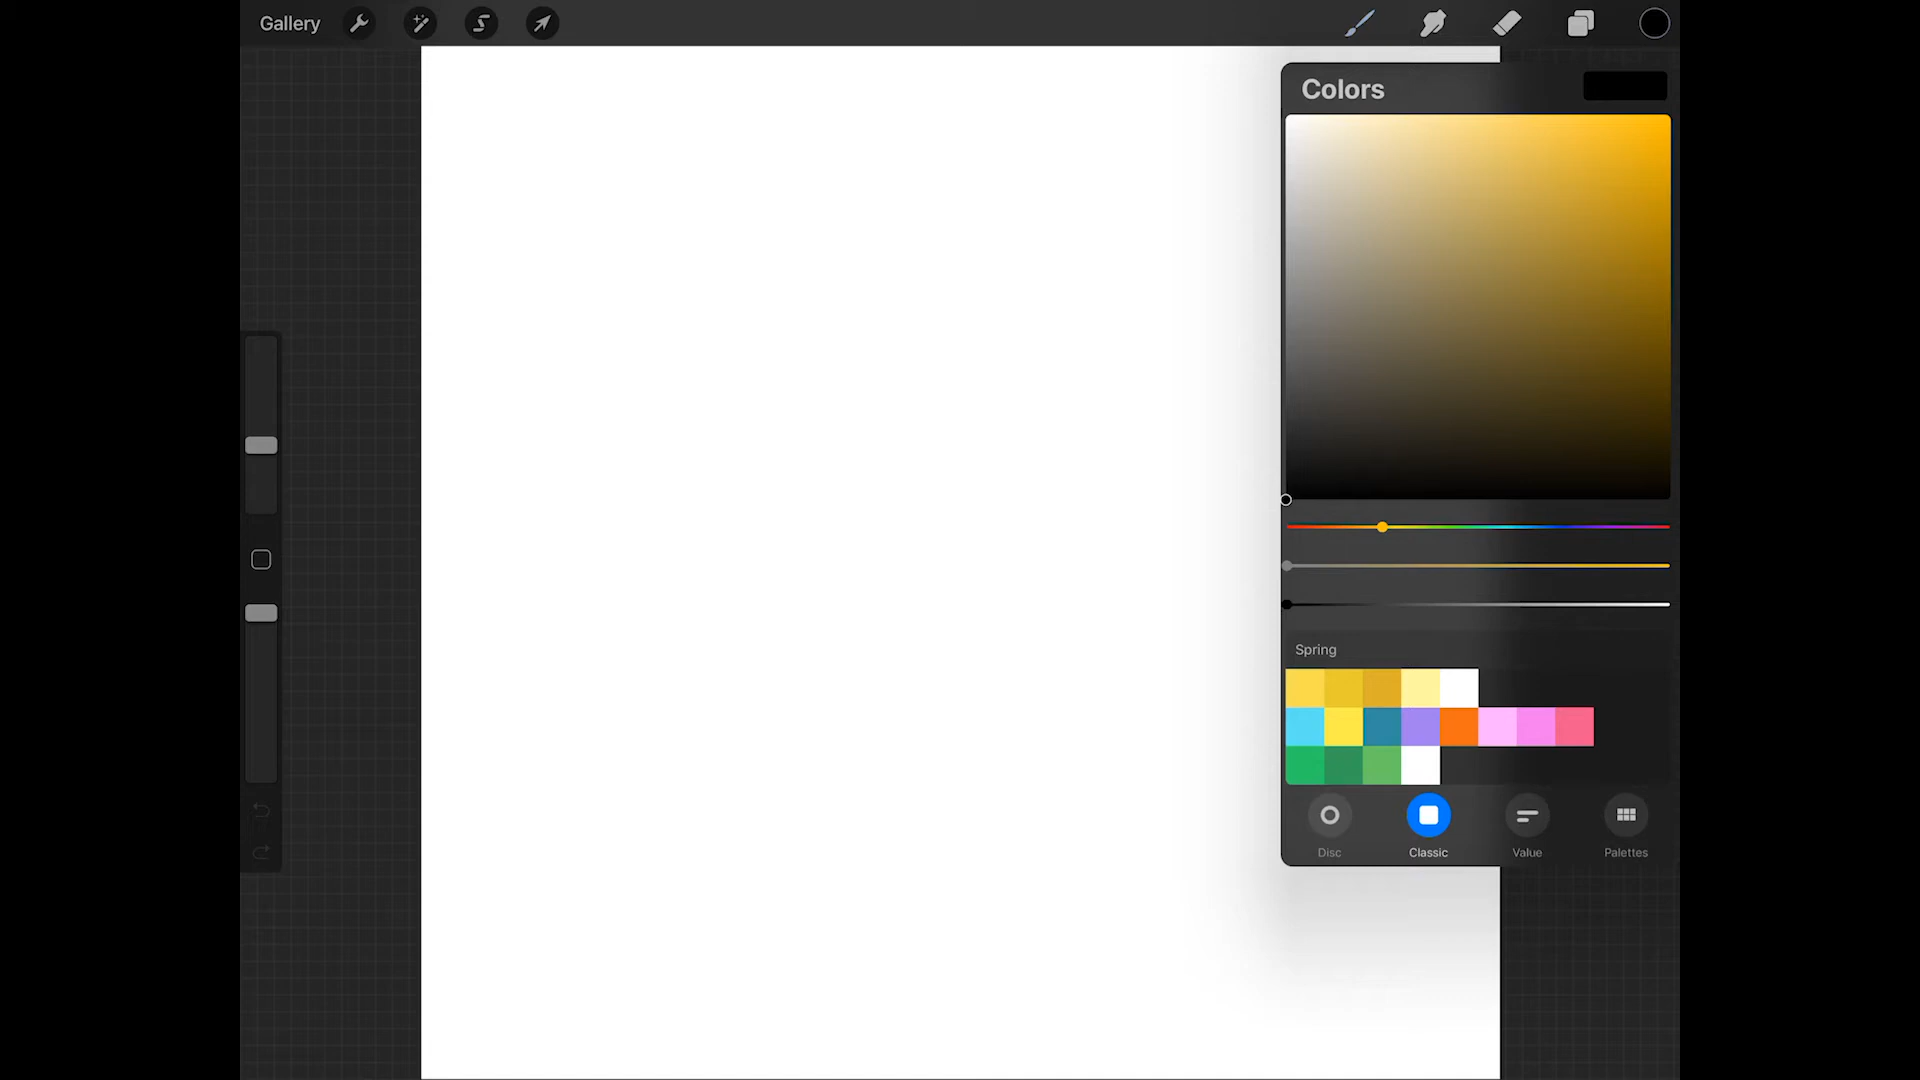 Gallery
Colors
Spring
Disc
Classic
Value
Palettes